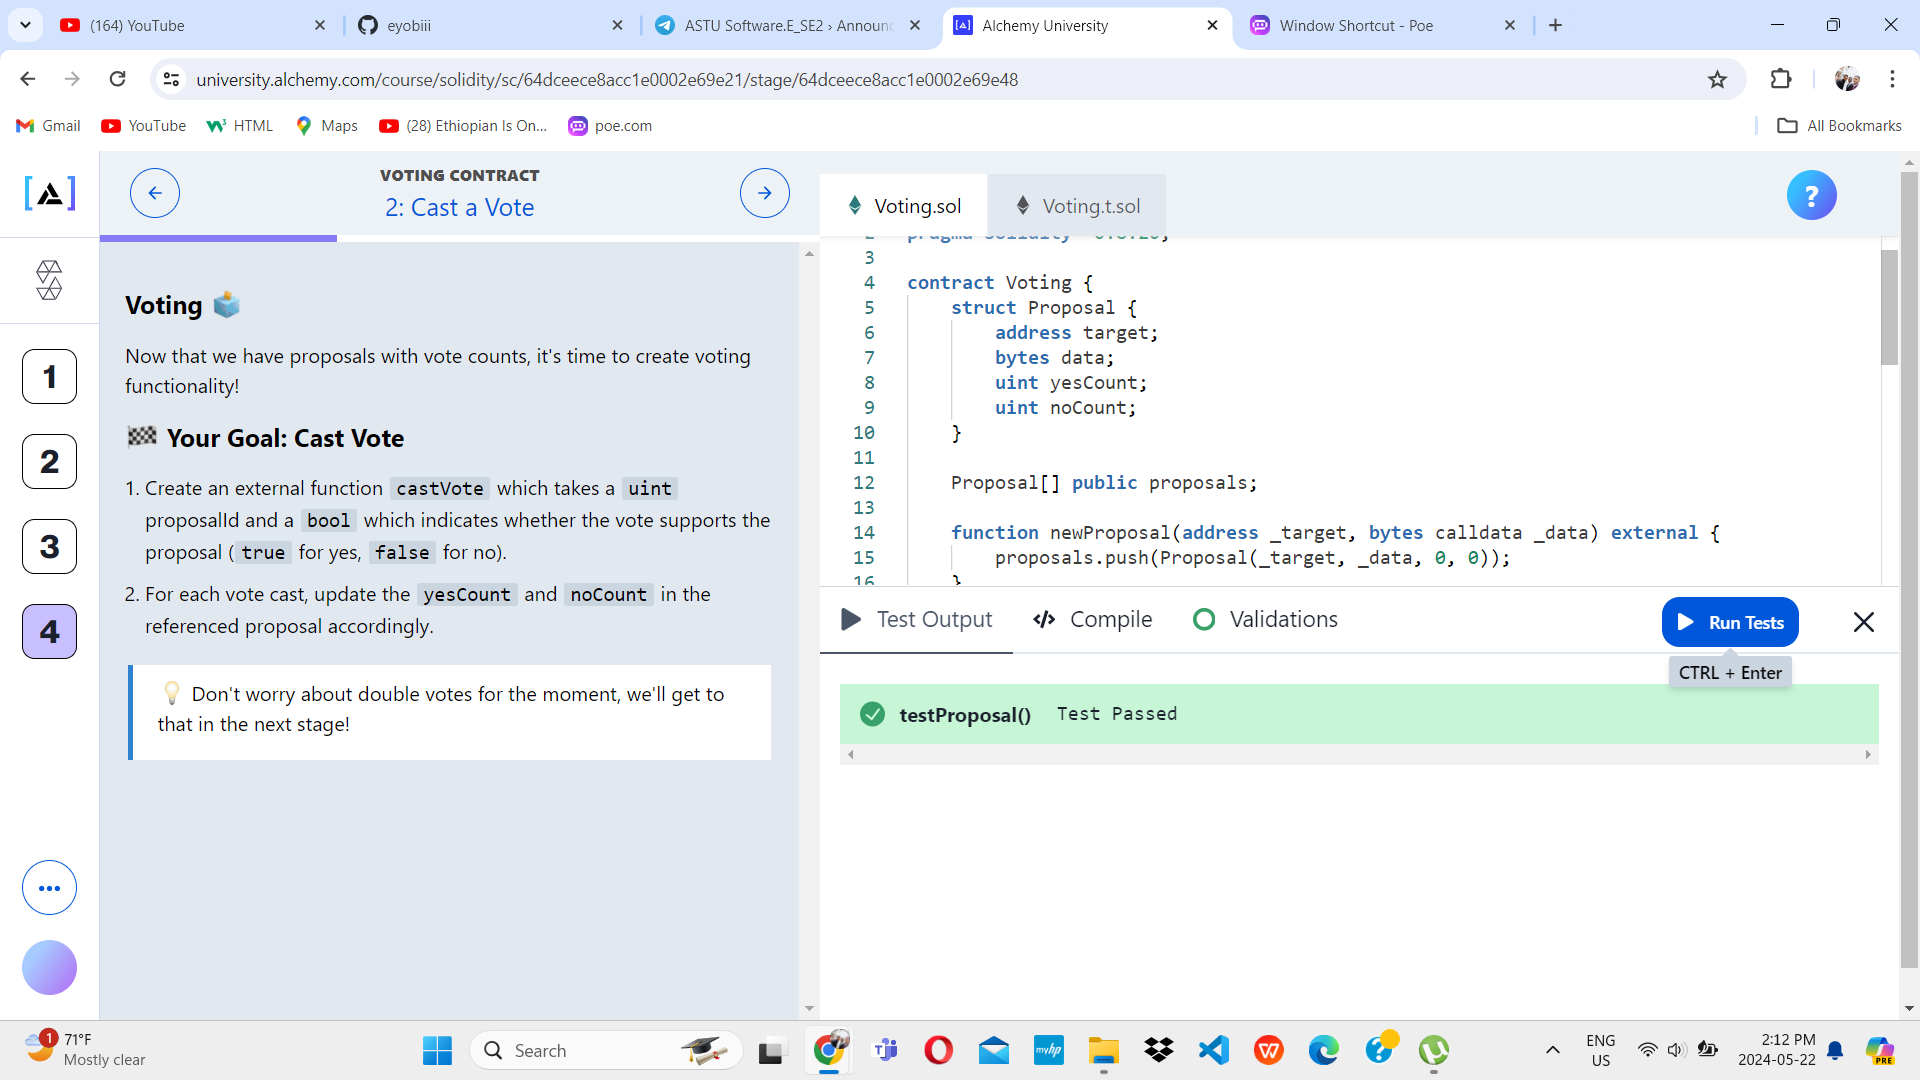 (164) YouTube
eyobiii
ASTU Software.E_SE2 › Announc
Alchemy University
Window Shortcut - Poe
university.alchemy.com/course/solidity/sc/64dceece8acc1e0002e69e21/stage/64dceece8acc1e0002e69e48
Gmail
YouTube
HTML
Maps
(28) Ethiopian Is On...
poe.com
All Bookmarks
VOTING CONTRACT
2: Cast a Vote
1
2
3
4
Voting
Now that we have proposals with vote counts, it's time to create voting
functionality!
Your Goal: Cast Vote
1. Create an external function castVote which takes a uint
proposalId and a bool which indicates whether the vote supports the
proposal ( true for yes, false for no).
2. For each vote cast, update the yesCount and noCount in the
referenced proposal accordingly.
Don't worry about double votes for the moment, we'll get to
that in the next stage!
Voting.sol
Voting.t.sol
?
3
4 contract Voting {
5 struct Proposal {
6 address target;
7 bytes data;
8 uint yesCount;
9 uint noCount;
10 }
11
12 Proposal[] public proposals;
13
14 function newProposal(address _target, bytes calldata _data) external {
15 proposals.push(Proposal(_target, _data, 0, 0));
16 }
Test Output
Compile
Validations
Run Tests
CTRL + Enter
testProposal() Test Passed
1
71°F
Mostly clear
Search
myhp
ENG
US
2:12 PM
2024-05-22
PRE